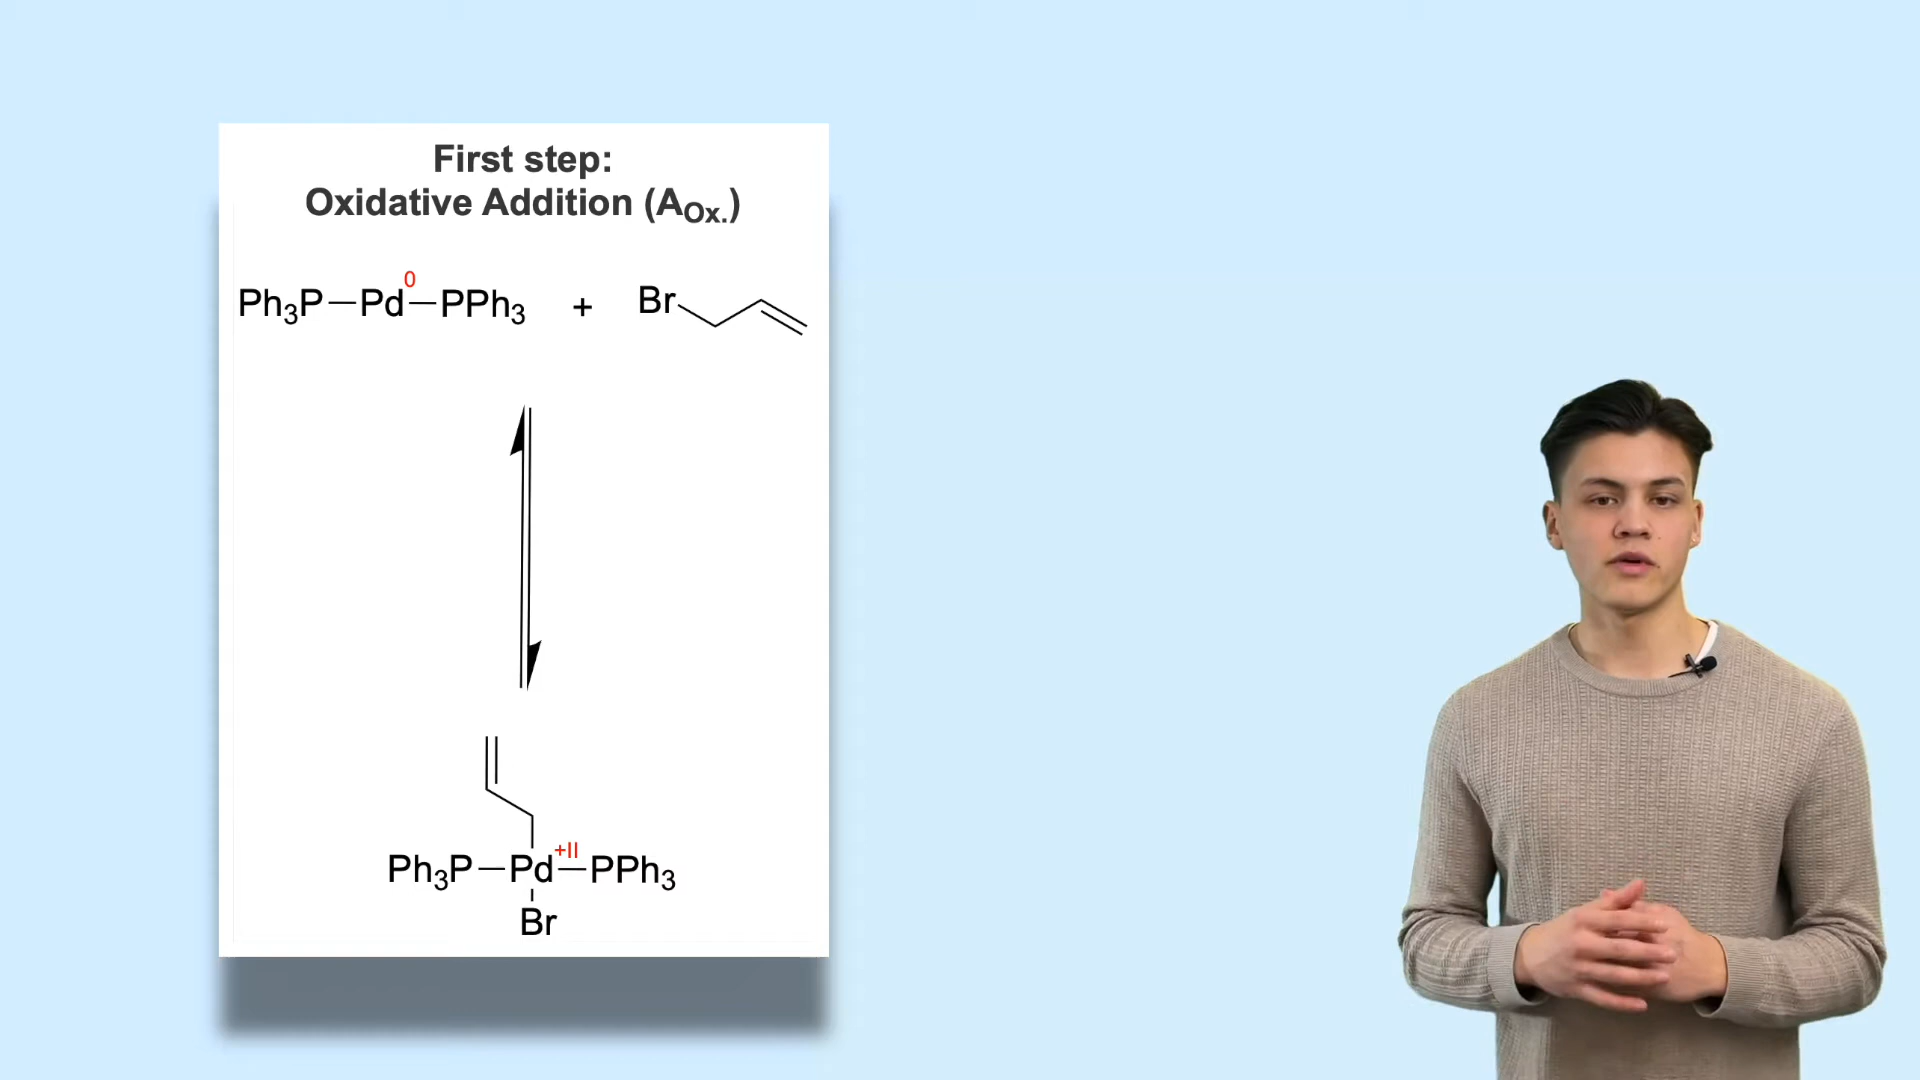 First step:
Oxidative Addition (AOx.)
Ph3P—Pd0—PPh3 + Br
Ph3P—Pd+II—PPh3
Br